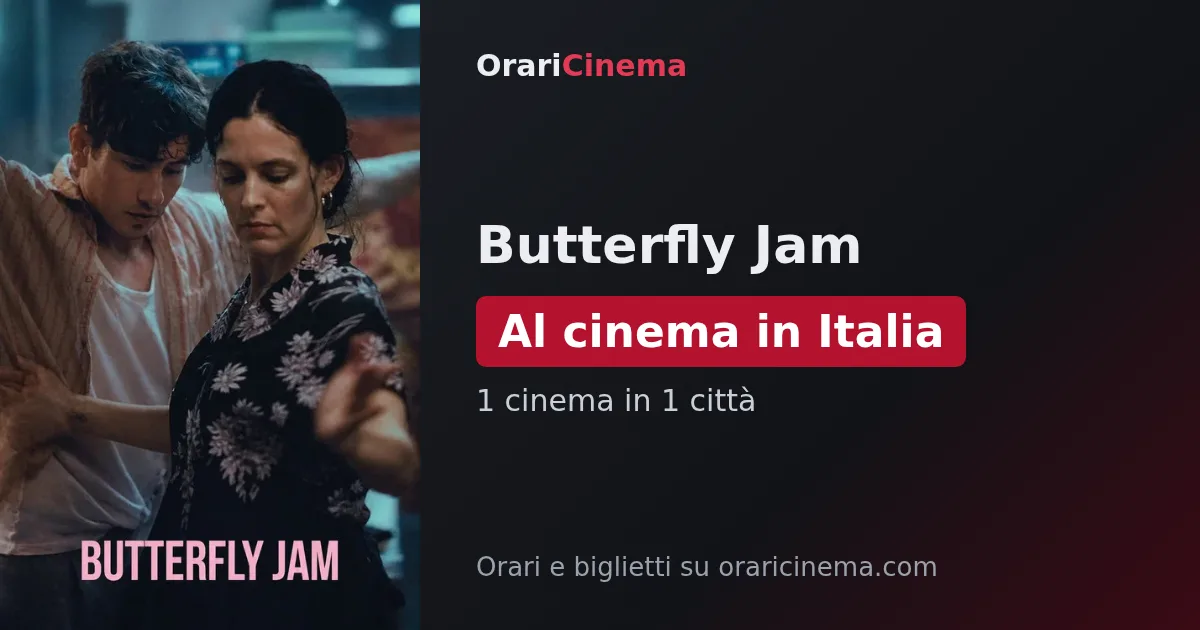 BUTTERFLY JAM
OrariCinema
Butterfly Jam
Al cinema in Italia
1 cinema in 1 città
Orari e biglietti su oraricinema.com